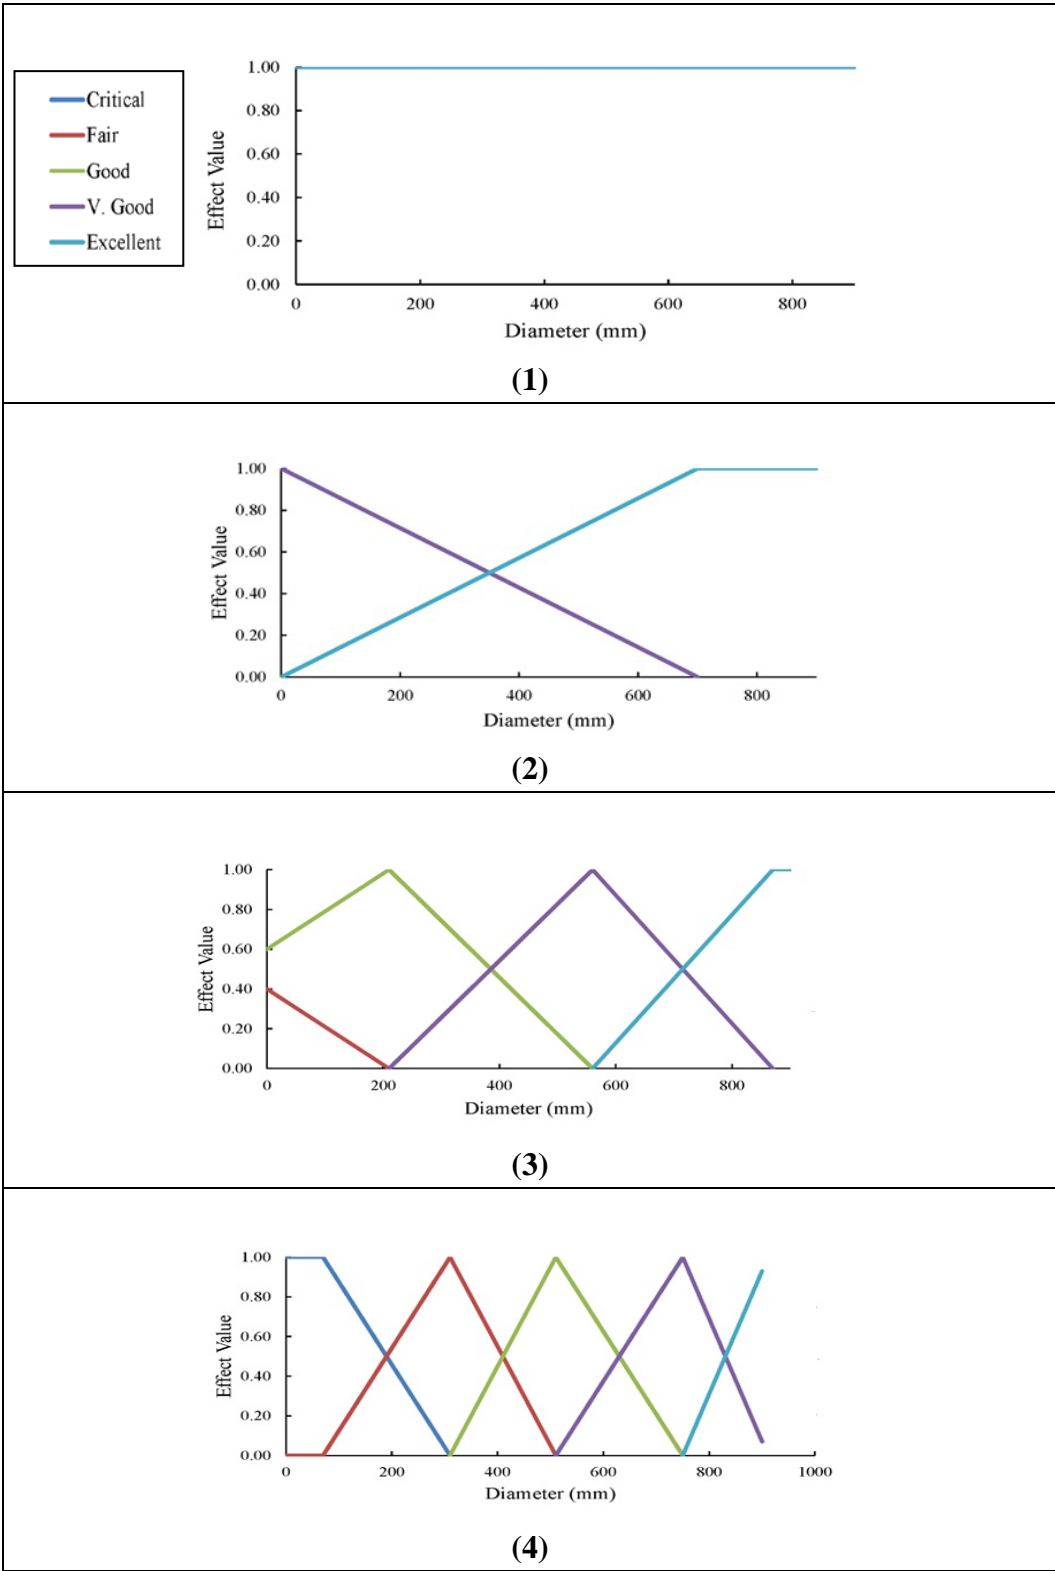 Critical
Fair
Good
V. Good
Excellent
Effect Value
1.00
0.80
0.60
0.40
0.20
0.00
0 200 400 600 800
Diameter (mm)
(1)
Effect Value
1.00
0.80
0.60
0.40
0.20
0.00
0 200 400 600 800
Diameter (mm)
(2)
Effect Value
1.00
0.80
0.60
0.40
0.20
0.00
0 200 400 600 800
Diameter (mm)
(3)
Effect Value
1.00
0.80
0.60
0.40
0.20
0.00
0 200 400 600 800 1000
Diameter (mm)
(4)